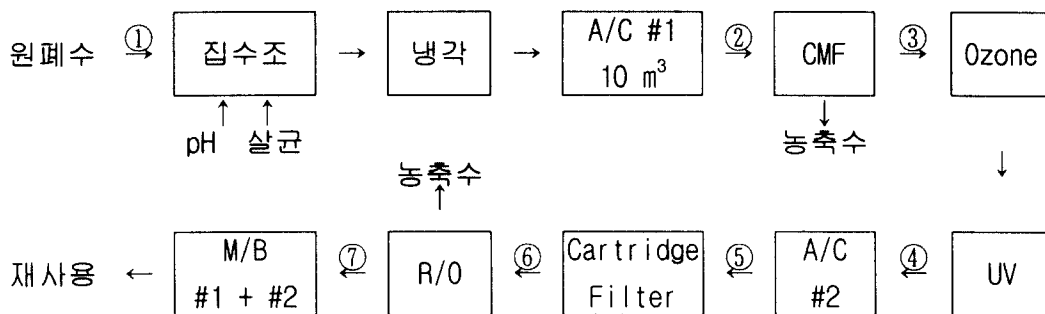 원폐수 ① → 집수조 → 냉각 → A/C #1 ② → CMF ③ → Ozone
10 m³
pH 살균
농축수
농축수
재사용 ← M/B ⑦ ← R/O ⑥ ← Cartridge ⑤ ← A/C ④ ← UV
#1 + #2
Filter
#2